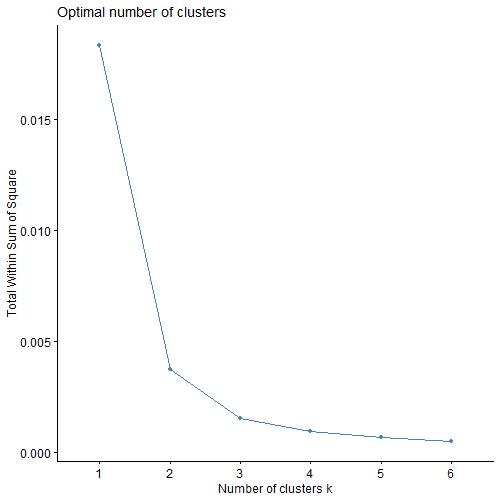 Optimal number of clusters
Total Within Sum of Square
0.015
0.010
0.005
0.000
1 2 3 4 5 6
Number of clusters k